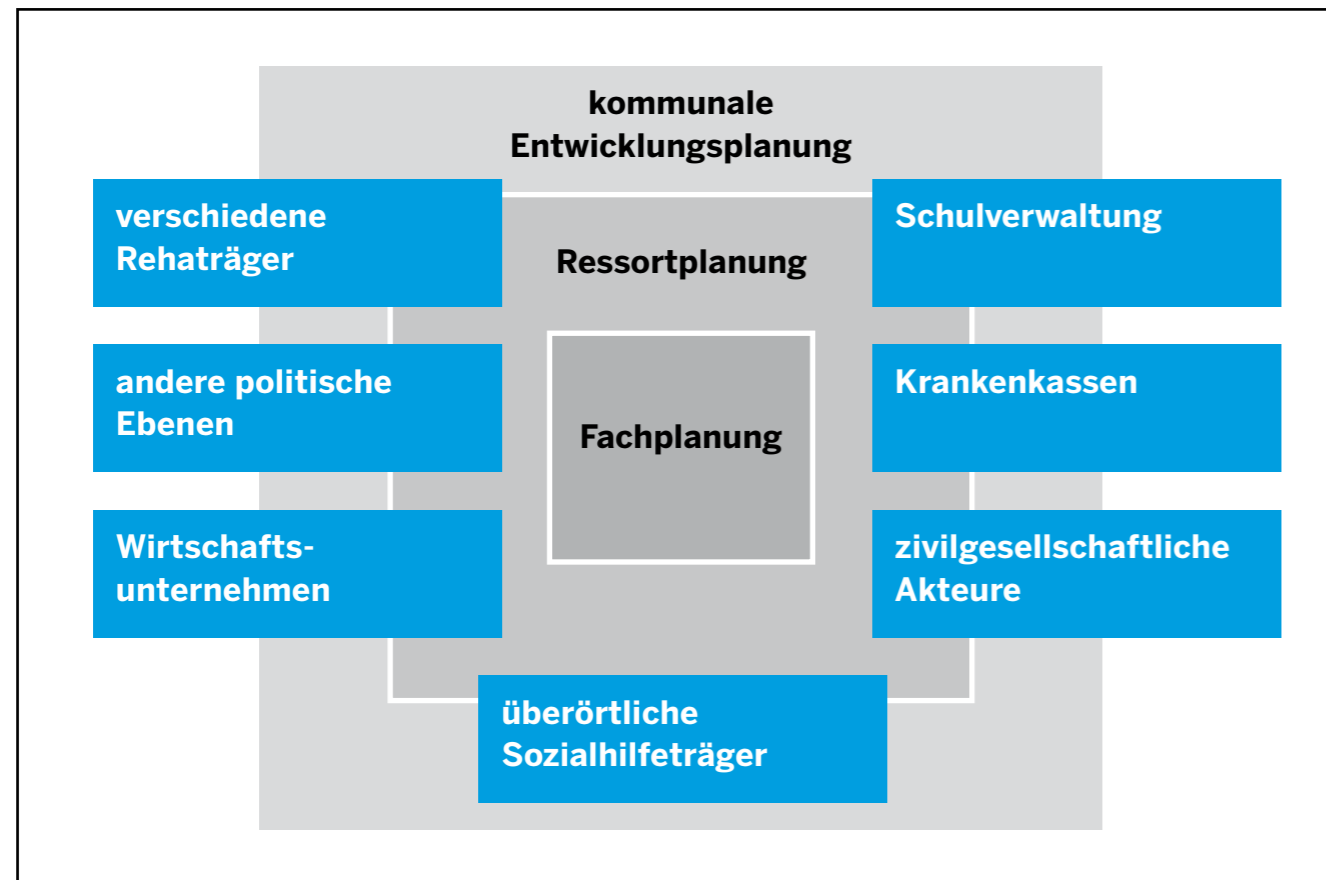 kommunale
Entwicklungsplanung
verschiedene
Rehaträger
Schulverwaltung
Ressortplanung
andere politische
Ebenen
Krankenkassen
Fachplanung
Wirtschafts-
unternehmen
zivilgesellschaftliche
Akteure
überörtliche
Sozialhilfeträger